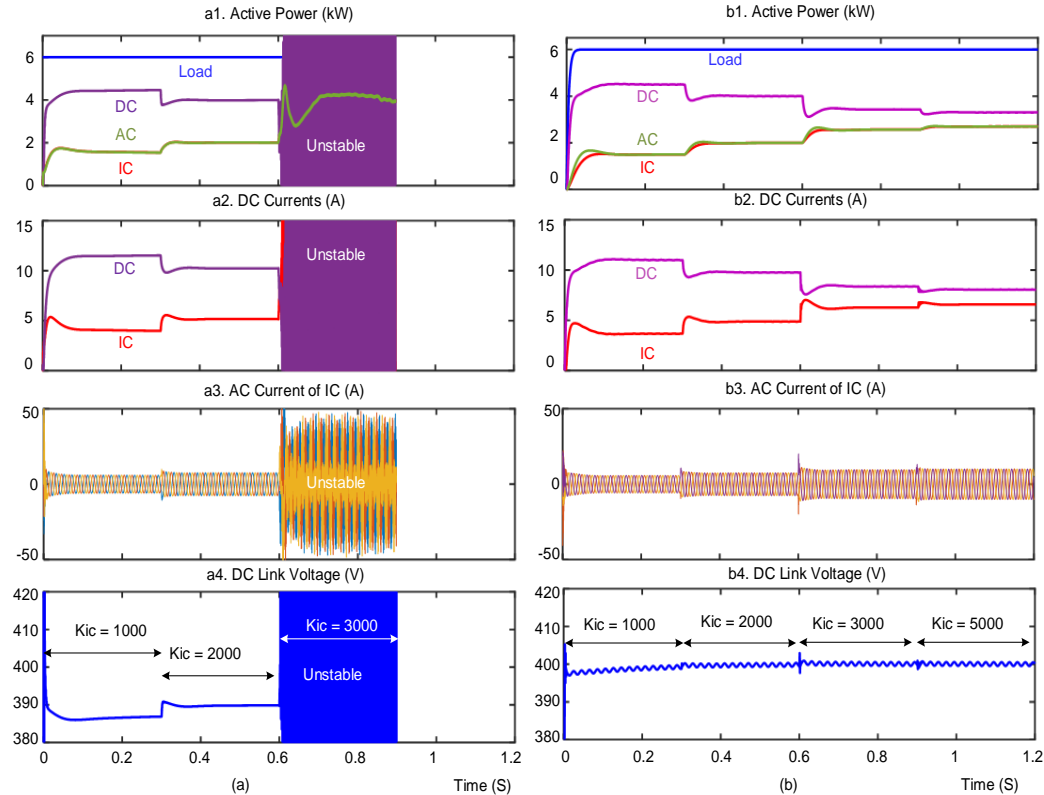 a1. Active Power (kW)
6
4
2
0
Load
DC
AC
IC
Unstable
a2. DC Currents (A)
15
10
5
0
DC
IC
Unstable
a3. AC Current of IC (A)
50
0
-50
Unstable
a4. DC Link Voltage (V)
420
410
400
390
380
Kic = 1000
Kic = 2000
Kic = 3000
Unstable
0 0.2 0.4 0.6 0.8 1 1.2
(a) Time (S)
b1. Active Power (kW)
6
4
2
0
Load
DC
AC
IC
b2. DC Currents (A)
15
10
5
0
DC
IC
b3. AC Current of IC (A)
50
0
-50
b4. DC Link Voltage (V)
420
410
400
390
380
Kic = 1000 Kic = 2000 Kic = 3000 Kic = 5000
0 0.2 0.4 0.6 0.8 1 1.2
(b) Time (S)